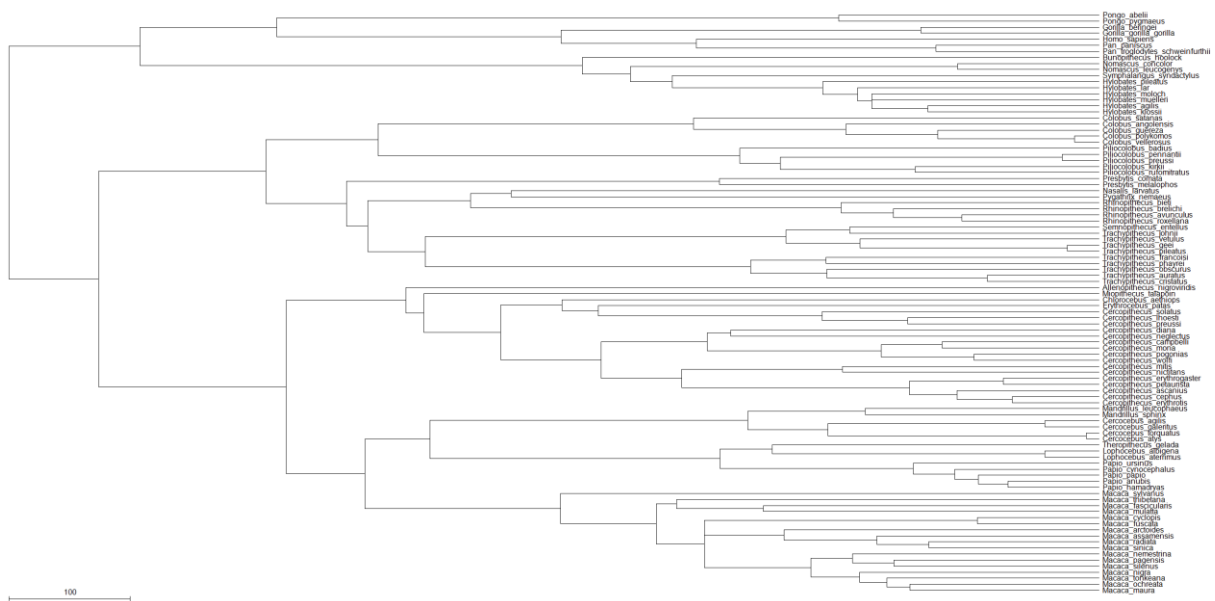 Pongo_abelii
Pongo_pygmaeus
Gorilla_beringei
Gorilla_gorilla_gorilla
Homo_sapiens
Pan_paniscus
Pan_troglodytes_schweinfurthii
Bunopithecus_hoolock
Nomascus_concolor
Nomascus_leucogenys
Symphalangus_syndactylus
Hylobates_pileatus
Hylobates_lar
Hylobates_moloch
Hylobates_muelleri
Hylobates_agilis
Hylobates_klossii
Colobus_satanas
Colobus_angolensis
Colobus_guereza
Colobus_polykomos
Colobus_vellerosus
Piliocolobus_badius
Piliocolobus_pennantii
Piliocolobus_preussi
Piliocolobus_kirkii
Piliocolobus_rufomitratus
Presbytis_comata
Presbytis_melalophos
Nasalis_larvatus
Pygathrix_nemaeus
Rhinopithecus_bieti
Rhinopithecus_brelichi
Rhinopithecus_avunculus
Rhinopithecus_roxellana
Semnopithecus_entellus
Trachypithecus_johnii
Trachypithecus_vetulus
Trachypithecus_geei
Trachypithecus_pileatus
Trachypithecus_francoisi
Trachypithecus_phayrei
Trachypithecus_obscurus
Trachypithecus_auratus
Trachypithecus_cristatus
Allenopithecus_nigroviridis
Miopithecus_talapoin
Chlorocebus_aethiops
Erythrocebus_patas
Cercopithecus_solatus
Cercopithecus_lhoesti
Cercopithecus_preussi
Cercopithecus_diana
Cercopithecus_neglectus
Cercopithecus_campbelli
Cercopithecus_mona
Cercopithecus_pogonias
Cercopithecus_wolfi
Cercopithecus_mitis
Cercopithecus_nictitans
Cercopithecus_erythrogaster
Cercopithecus_petaurista
Cercopithecus_ascanius
Cercopithecus_cephus
Cercopithecus_erythrotis
Mandrillus_leucophaeus
Mandrillus_sphinx
Cercocebus_agilis
Cercocebus_galeritus
Cercocebus_torquatus
Cercocebus_atys
Theropithecus_gelada
Lophocebus_albigena
Lophocebus_aterrimus
Papio_ursinus
Papio_cynocephalus
Papio_papio
Papio_anubis
Papio_hamadryas
Macaca_sylvanus
Macaca_thibetana
Macaca_fascicularis
Macaca_mulatta
Macaca_cyclopis
Macaca_fuscata
Macaca_arctoides
Macaca_assamensis
Macaca_radiata
Macaca_sinica
Macaca_nemestrina
Macaca_pagensis
Macaca_silenus
Macaca_nigra
Macaca_tonkeana
Macaca_ochreata
Macaca_maura
100